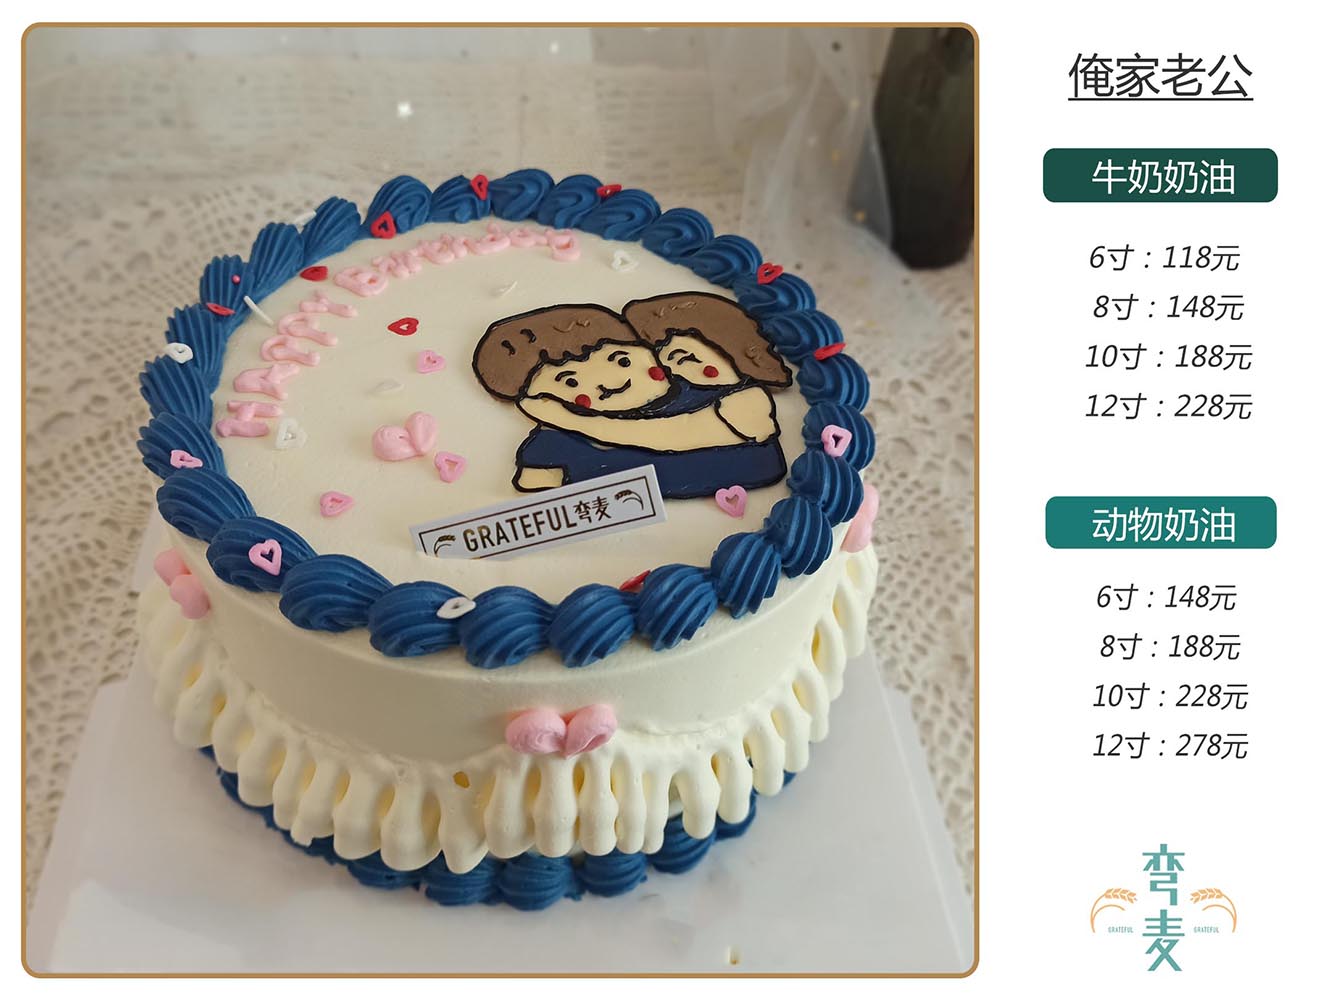 俺家老公
牛奶奶油
6寸：118元
8寸：148元
10寸：188元
12寸：228元
动物奶油
6寸：148元
8寸：188元
10寸：228元
12寸：278元
HAPPY Birthday
GRATEFUL弯麦
弯麦
GRATEFUL GRATEFUL